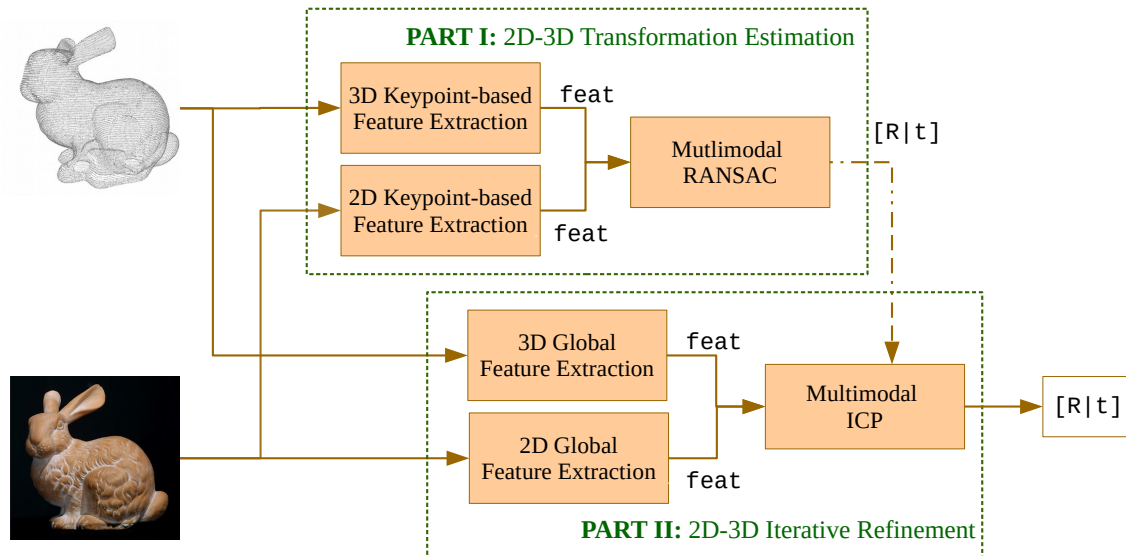 PART I: 2D-3D Transformation Estimation
3D Keypoint-based
Feature Extraction
feat
2D Keypoint-based
Feature Extraction
feat
Mutlimodal
RANSAC
[R|t]
3D Global
Feature Extraction
feat
2D Global
Feature Extraction
feat
Multimodal
ICP
[R|t]
PART II: 2D-3D Iterative Refinement